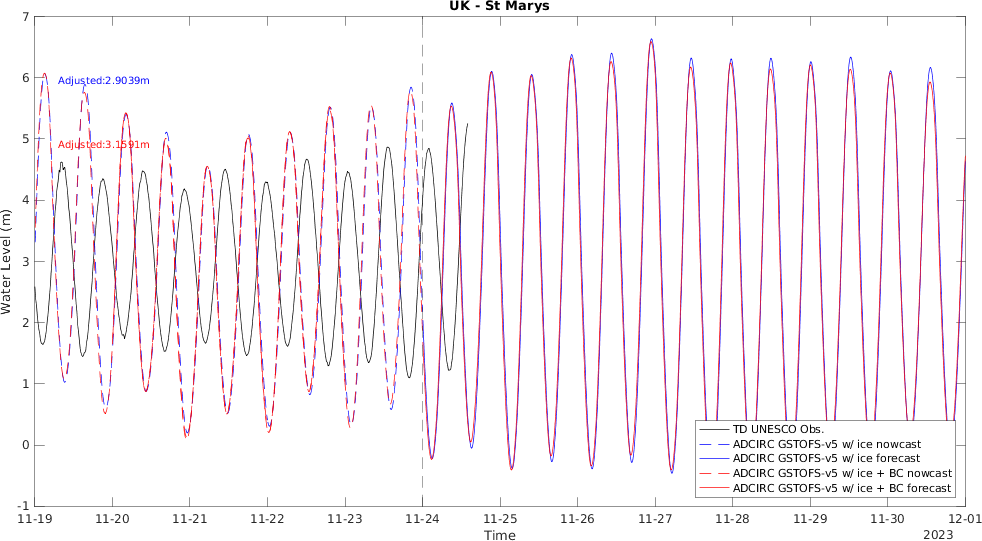 UK - St Marys
7
6
5
4
3
2
1
0
-1
Water Level (m)
Adjusted:2.9039m
Adjusted:3.1591m
TD UNESCO Obs.
ADCIRC GSTOFS-v5 w/ ice nowcast
ADCIRC GSTOFS-v5 w/ ice forecast
ADCIRC GSTOFS-v5 w/ ice + BC nowcast
ADCIRC GSTOFS-v5 w/ ice + BC forecast
11-19 11-20 11-21 11-22 11-23 11-24 11-25 11-26 11-27 11-28 11-29 11-30 12-01
Time
2023